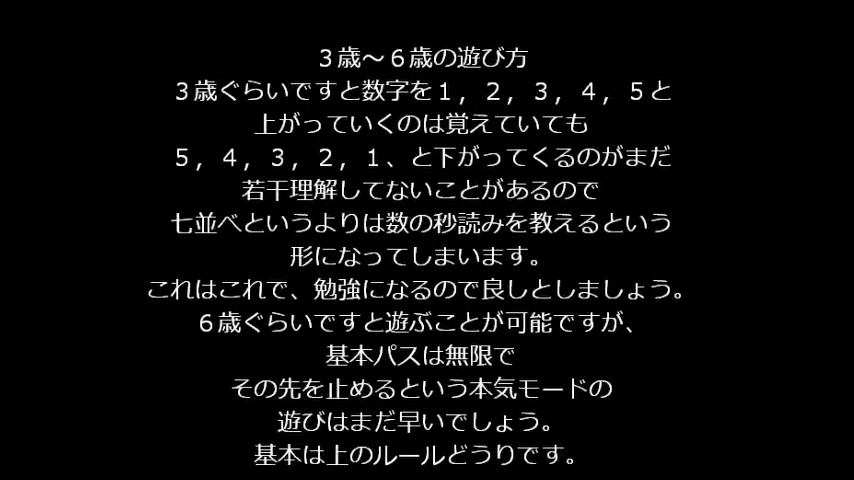 ３歳～６歳の遊び方
３歳ぐらいですと数字を１，２，３，４，５と
上がっていくのは覚えていても
５，４，３，２，１、と下がってくるのがまだ
若干理解してないことがあるので
七並べというよりは数の秒読みを教えるという
形になってしまいます。
これはこれで、勉強になるので良しとしましょう。
６歳ぐらいですと遊ぶことが可能ですが、
基本パスは無限で
その先を止めるという本気モードの
遊びはまだ早いでしょう。
基本は上のルールどうりです。